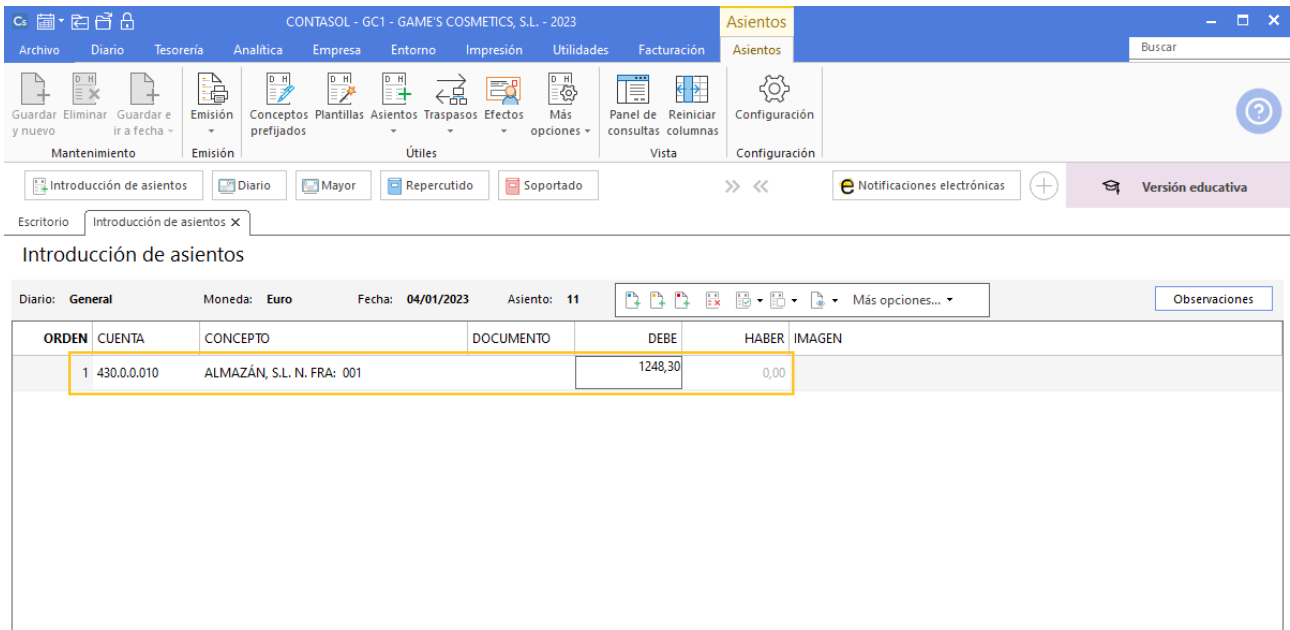 Cs CONTASOL - GC1 - GAME'S COSMETICS, S.L. - 2023 Asientos
Archivo Diario Tesorería Analítica Empresa Entorno Impresión Utilidades Facturación Asientos Buscar
Guardar y nuevo Eliminar Guardar e ir a fecha Emisión Conceptos prefijados Plantillas Asientos Traspasos Efectos Más opciones Panel de consultas Reiniciar columnas Configuración
Mantenimiento Emisión Útiles Vista Configuración
Introducción de asientos Diario Mayor Repercutido Soportado Notificaciones electrónicas Versión educativa
Escritorio Introducción de asientos X
Introducción de asientos
Diario: General Moneda: Euro Fecha: 04/01/2023 Asiento: 11 Más opciones... Observaciones
ORDEN CUENTA CONCEPTO DOCUMENTO DEBE HABER IMAGEN
1 430.0.0.010 ALMAZÁN, S.L. N. FRA: 001 1248,30 0,00